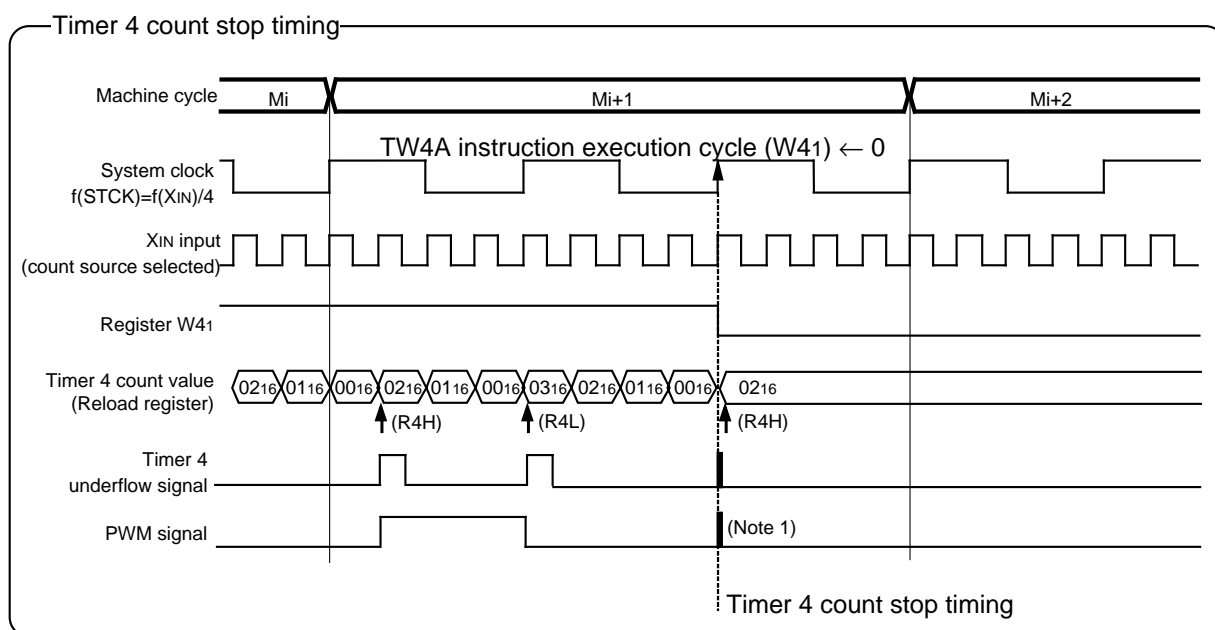 Timer 4 count stop timing
Machine cycle Mi Mi+1 Mi+2
TW4A instruction execution cycle (W41) ← 0
System clock
f(STCK)=f(XIN)/4
XIN input
(count source selected)
Register W41
Timer 4 count value
(Reload register)
0216 0116 0016 0216 0116 0016 0316 0216 0116 0016 0216
(R4H) (R4L) (R4H)
Timer 4
underflow signal
PWM signal (Note 1)
Timer 4 count stop timing